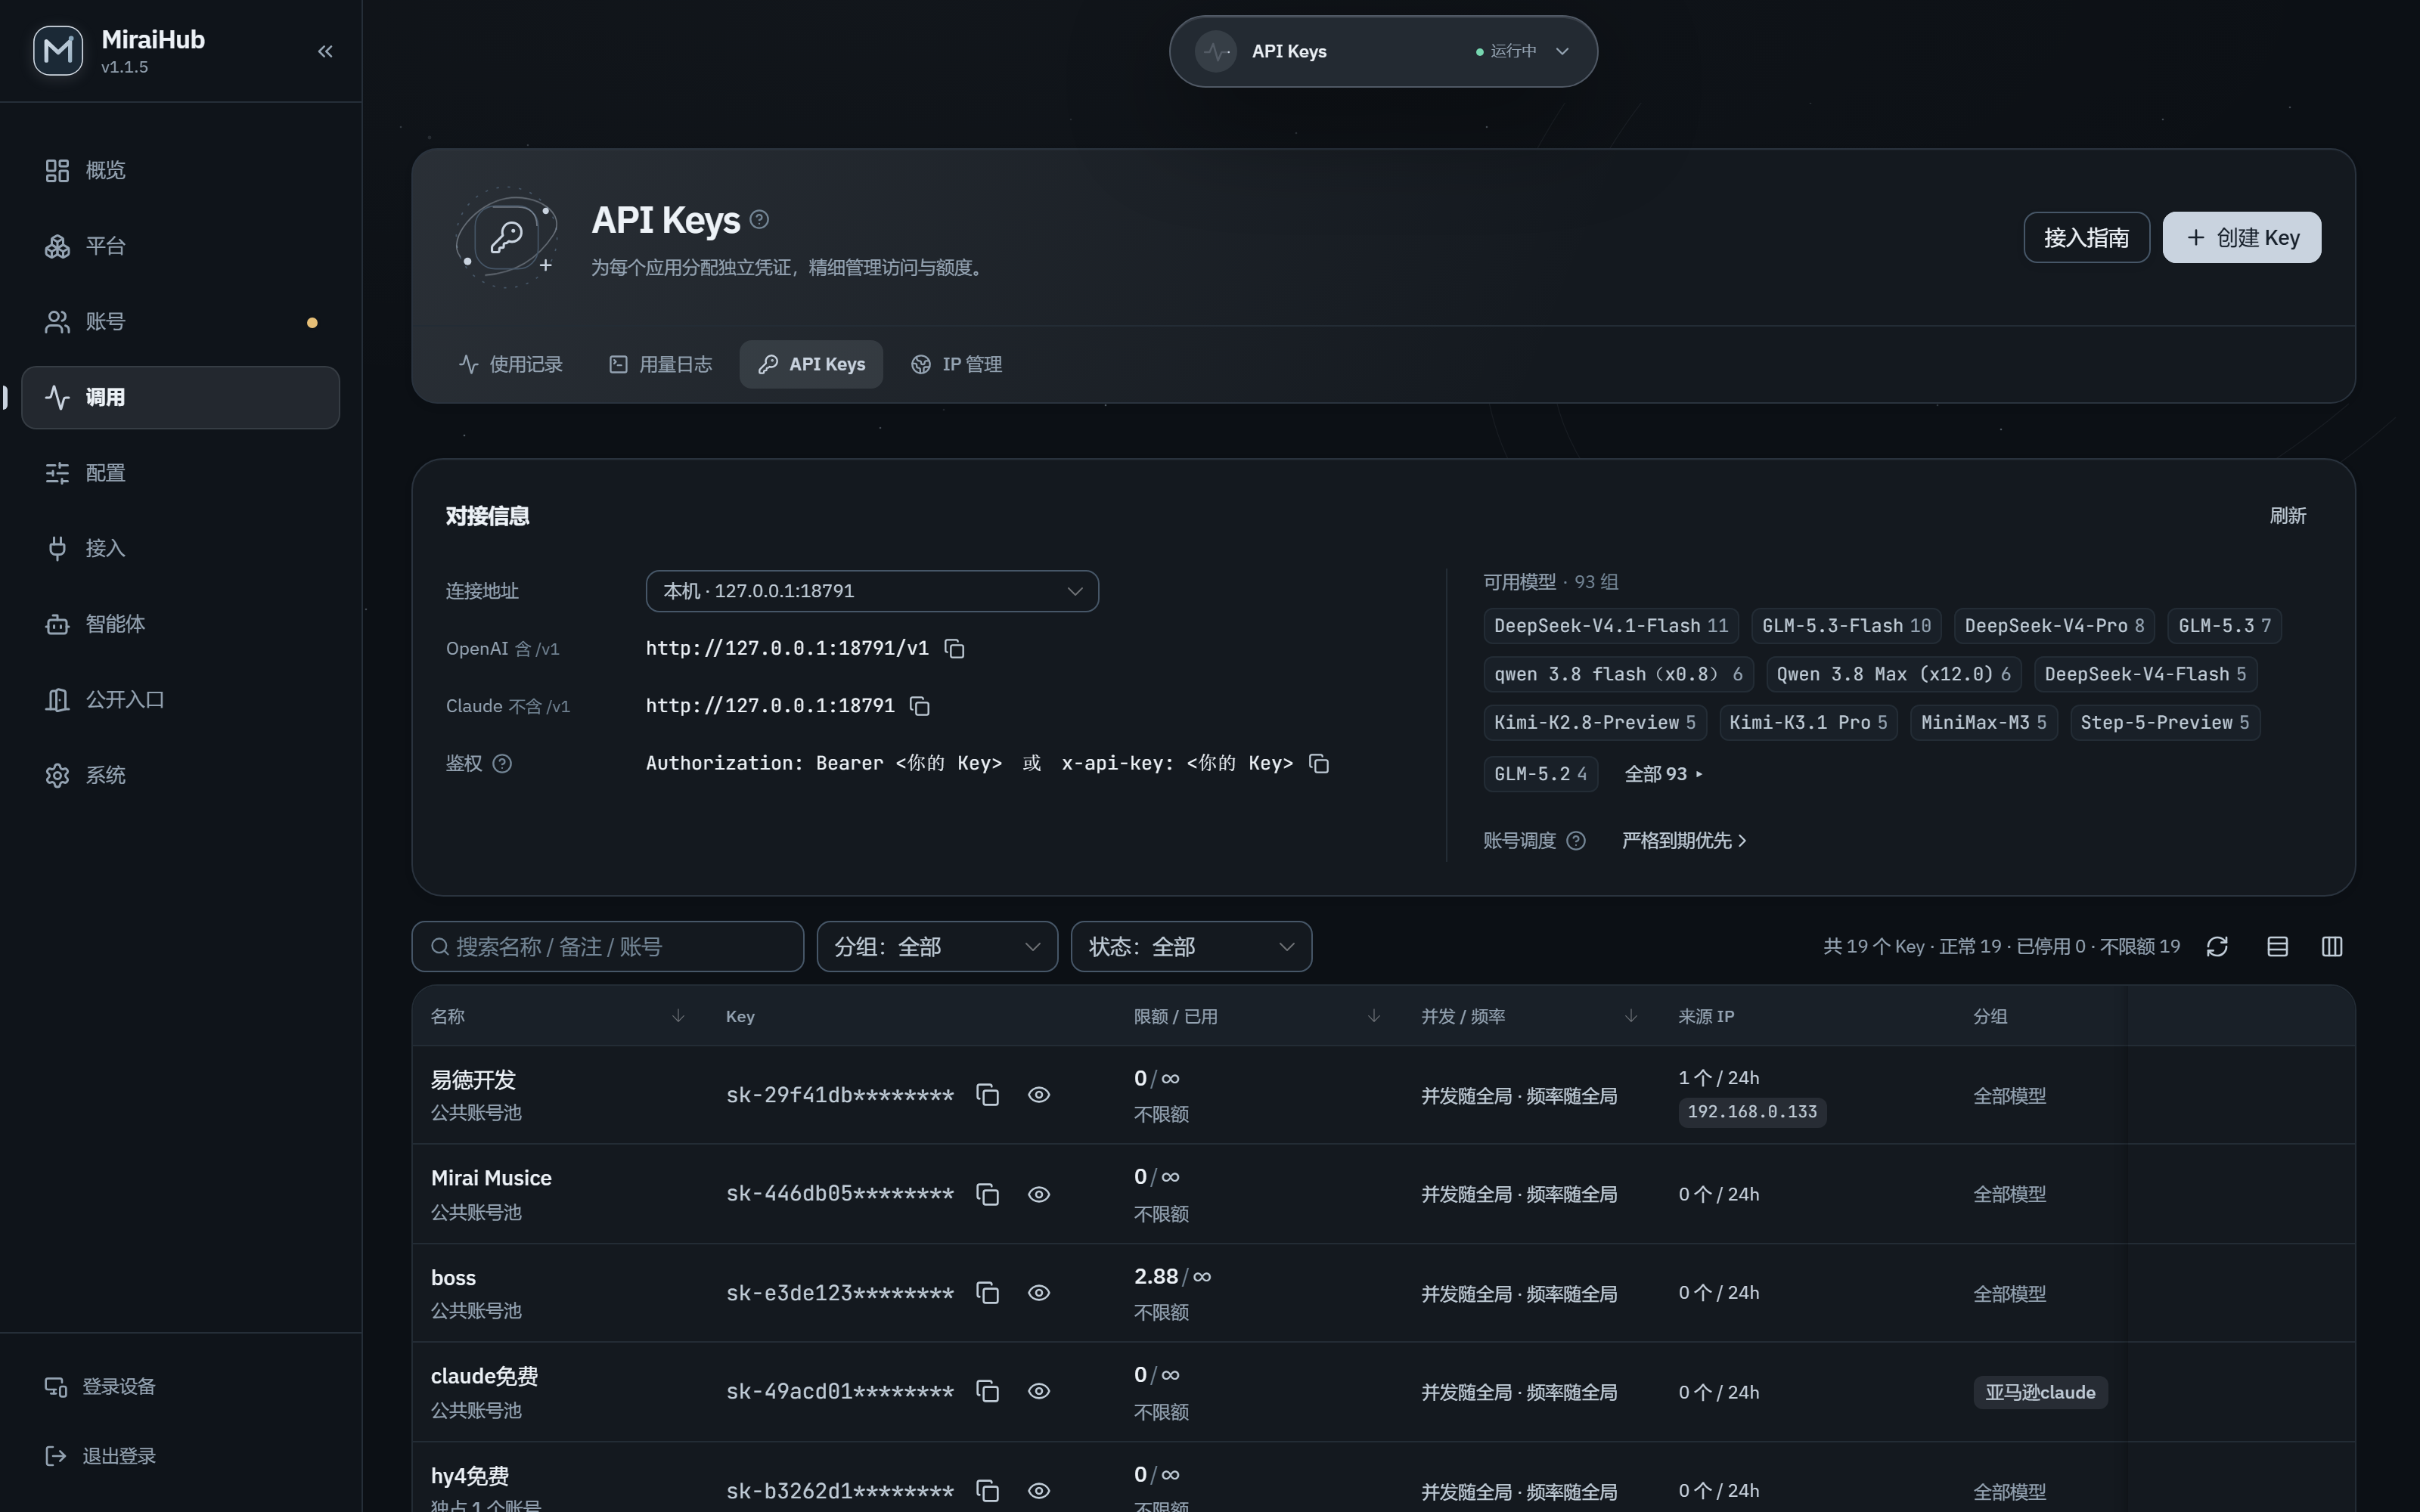 MiraiHub
v1.1.5
概览
平台
账号
调用
配置
接入
智能体
公开入口
系统
登录设备
退出登录
API Keys
运行中
API Keys
为每个应用分配独立凭证，精细管理访问与额度。
接入指南
创建 Key
使用记录
用量日志
API Keys
IP 管理
对接信息
刷新
连接地址
本机 · 127.0.0.1:18791
OpenAI 含 /v1
http://127.0.0.1:18791/v1
Claude 不含 /v1
http://127.0.0.1:18791
鉴权
Authorization: Bearer <你的 Key> 或 x-api-key: <你的 Key>
可用模型 · 93 组
DeepSeek-V4.1-Flash 11
GLM-5.3-Flash 10
DeepSeek-V4-Pro 8
GLM-5.3 7
qwen 3.8 flash（x0.8） 6
Qwen 3.8 Max (x12.0) 6
DeepSeek-V4-Flash 5
Kimi-K2.8-Preview 5
Kimi-K3.1 Pro 5
MiniMax-M3 5
Step-5-Preview 5
GLM-5.2 4
全部 93 ▸
账号调度
严格到期优先
搜索名称 / 备注 / 账号
分组：全部
状态：全部
共 19 个 Key · 正常 19 · 已停用 0 · 不限额 19
名称
Key
限额 / 已用
并发 / 频率
来源 IP
分组
易德开发
公共账号池
sk-29f41db********
0 / ∞
不限额
并发随全局 · 频率随全局
1 个 / 24h
192.168.0.133
全部模型
Mirai Musice
公共账号池
sk-446db05********
0 / ∞
不限额
并发随全局 · 频率随全局
0 个 / 24h
全部模型
boss
公共账号池
sk-e3de123********
2.88 / ∞
不限额
并发随全局 · 频率随全局
0 个 / 24h
全部模型
claude免费
公共账号池
sk-49acd01********
0 / ∞
不限额
并发随全局 · 频率随全局
0 个 / 24h
亚马逊claude
hy4免费
独占 1 个账号
sk-b3262d1********
0 / ∞
不限额
并发随全局 · 频率随全局
0 个 / 24h
全部模型